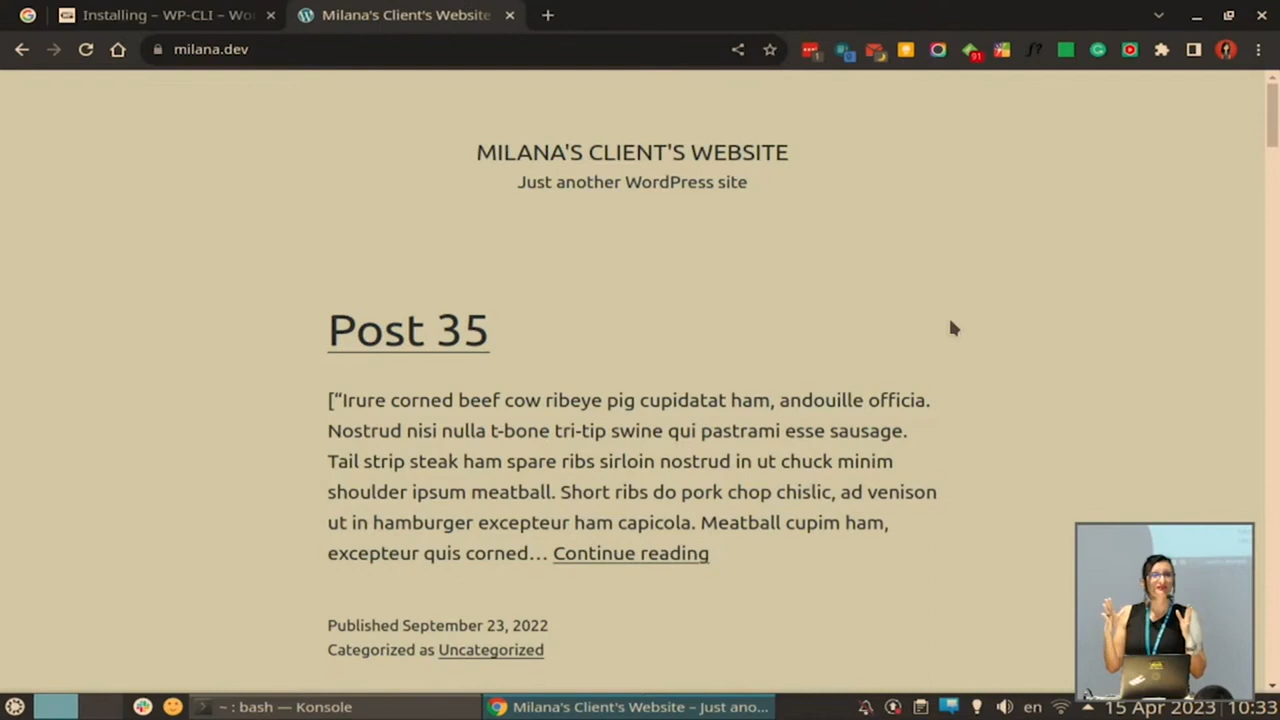 Installing – WP-CLI – Wo
Milana's Client's Website
milana.dev
1
91
f?
MILANA'S CLIENT'S WEBSITE
Just another WordPress site
Post 35
[“Irure corned beef cow ribeye pig cupidatat ham, andouille officia.
Nostrud nisi nulla t-bone tri-tip swine qui pastrami esse sausage.
Tail strip steak ham spare ribs sirloin nostrud in ut chuck minim
shoulder ipsum meatball. Short ribs do pork chop chislic, ad venison
ut in hamburger excepteur ham capicola. Meatball cupim ham,
excepteur quis corned… Continue reading
Published September 23, 2022
Categorized as Uncategorized
~ : bash — Konsole
Milana's Client's Website – Just ano...
en
15 Apr 2023
10:33